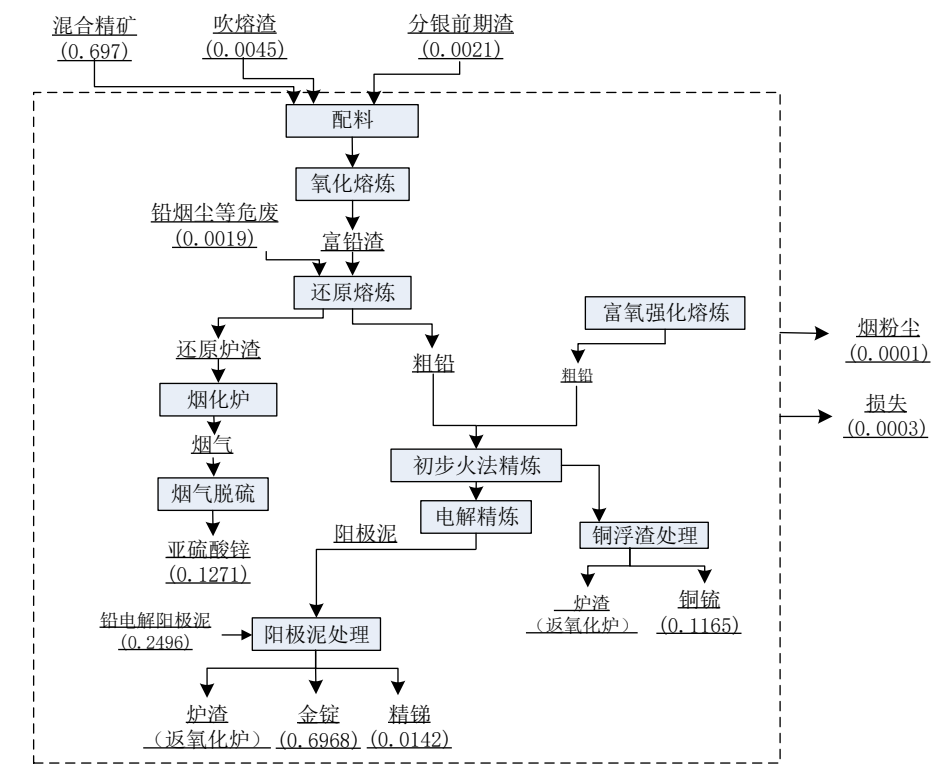 混合精矿
(0.697)
吹熔渣
(0.0045)
分银前期渣
(0.0021)
配料
氧化熔炼
铅烟尘等危废
(0.0019)
富铅渣
还原熔炼
富氧强化熔炼
烟粉尘
(0.0001)
还原炉渣
粗铅
粗铅
烟化炉
损失
(0.0003)
烟气
初步火法精炼
烟气脱硫
电解精炼
阳极泥
铜浮渣处理
亚硫酸锌
(0.1271)
炉渣
（返氧化炉）
铜锍
(0.1165)
铅电解阳极泥
(0.2496)
阳极泥处理
炉渣
（返氧化炉）
金锭
(0.6968)
精锑
(0.0142)